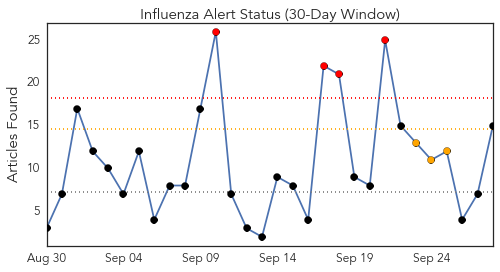 Influenza Alert Status (30-Day Window)
Articles Found
25
20
15
10
5
Aug 30 Sep 04 Sep 09 Sep 14 Sep 19 Sep 24